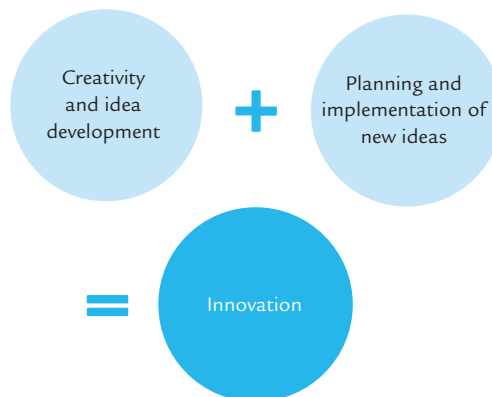 Creativity
and idea
development
+
Planning and
implementation of
new ideas
=
Innovation